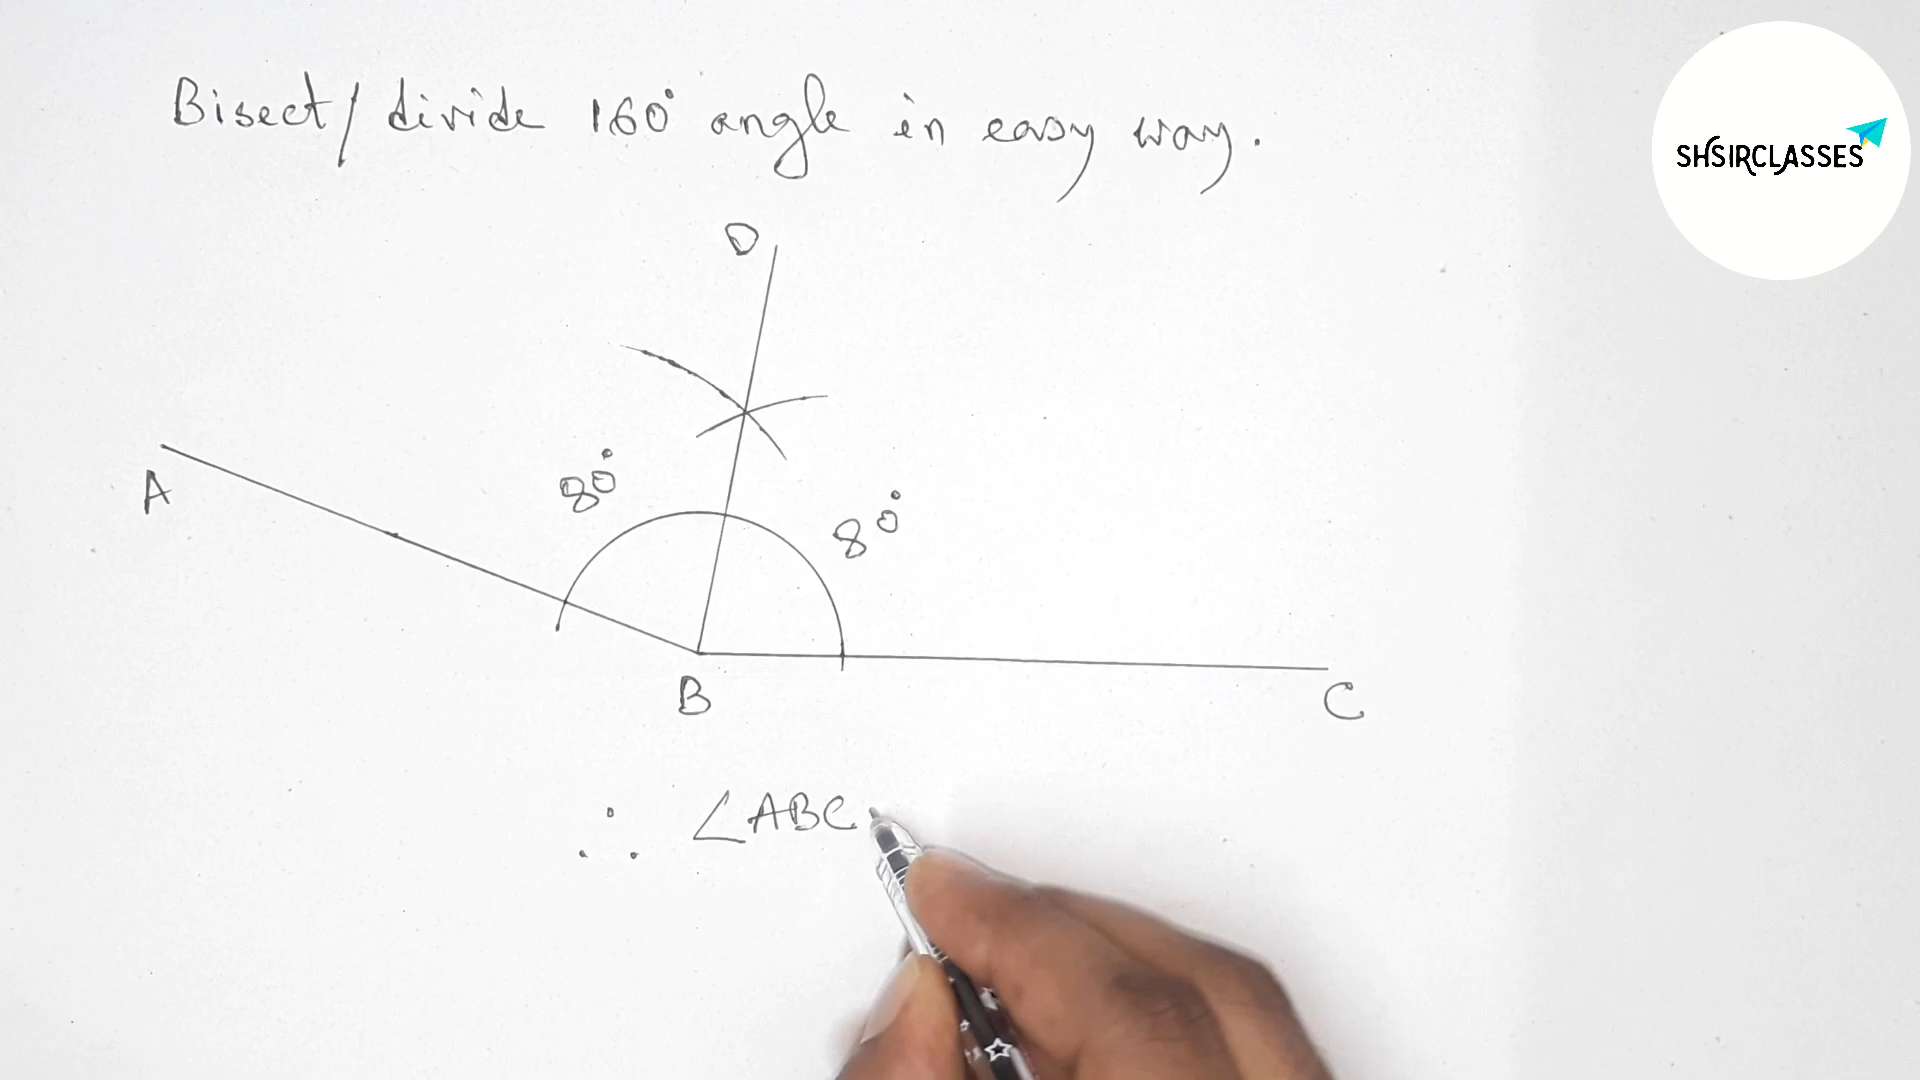 Bisect/divide 160° angle in easy way.
SHSIRCLASSES
D
A
80°
80°
B
C
∴ ∠ABC